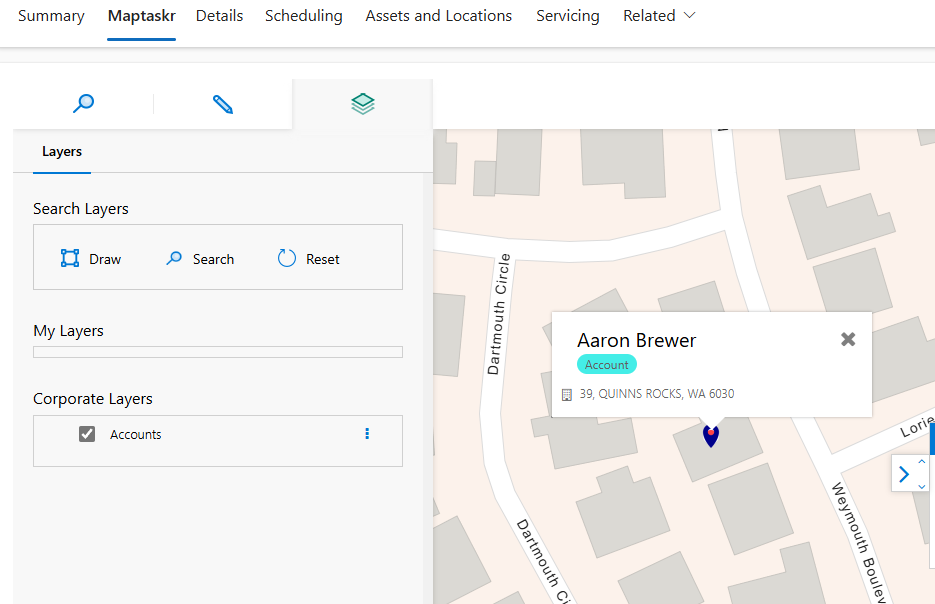 Summary Maptaskr Details Scheduling Assets and Locations Servicing Related
Layers
Search Layers
Draw Search Reset
My Layers
Corporate Layers
Accounts
Dartmouth Circle
Aaron Brewer
Account
39, QUINNS ROCKS, WA 6030
Lorie
Weymouth Boulev
Dartmouth Ci